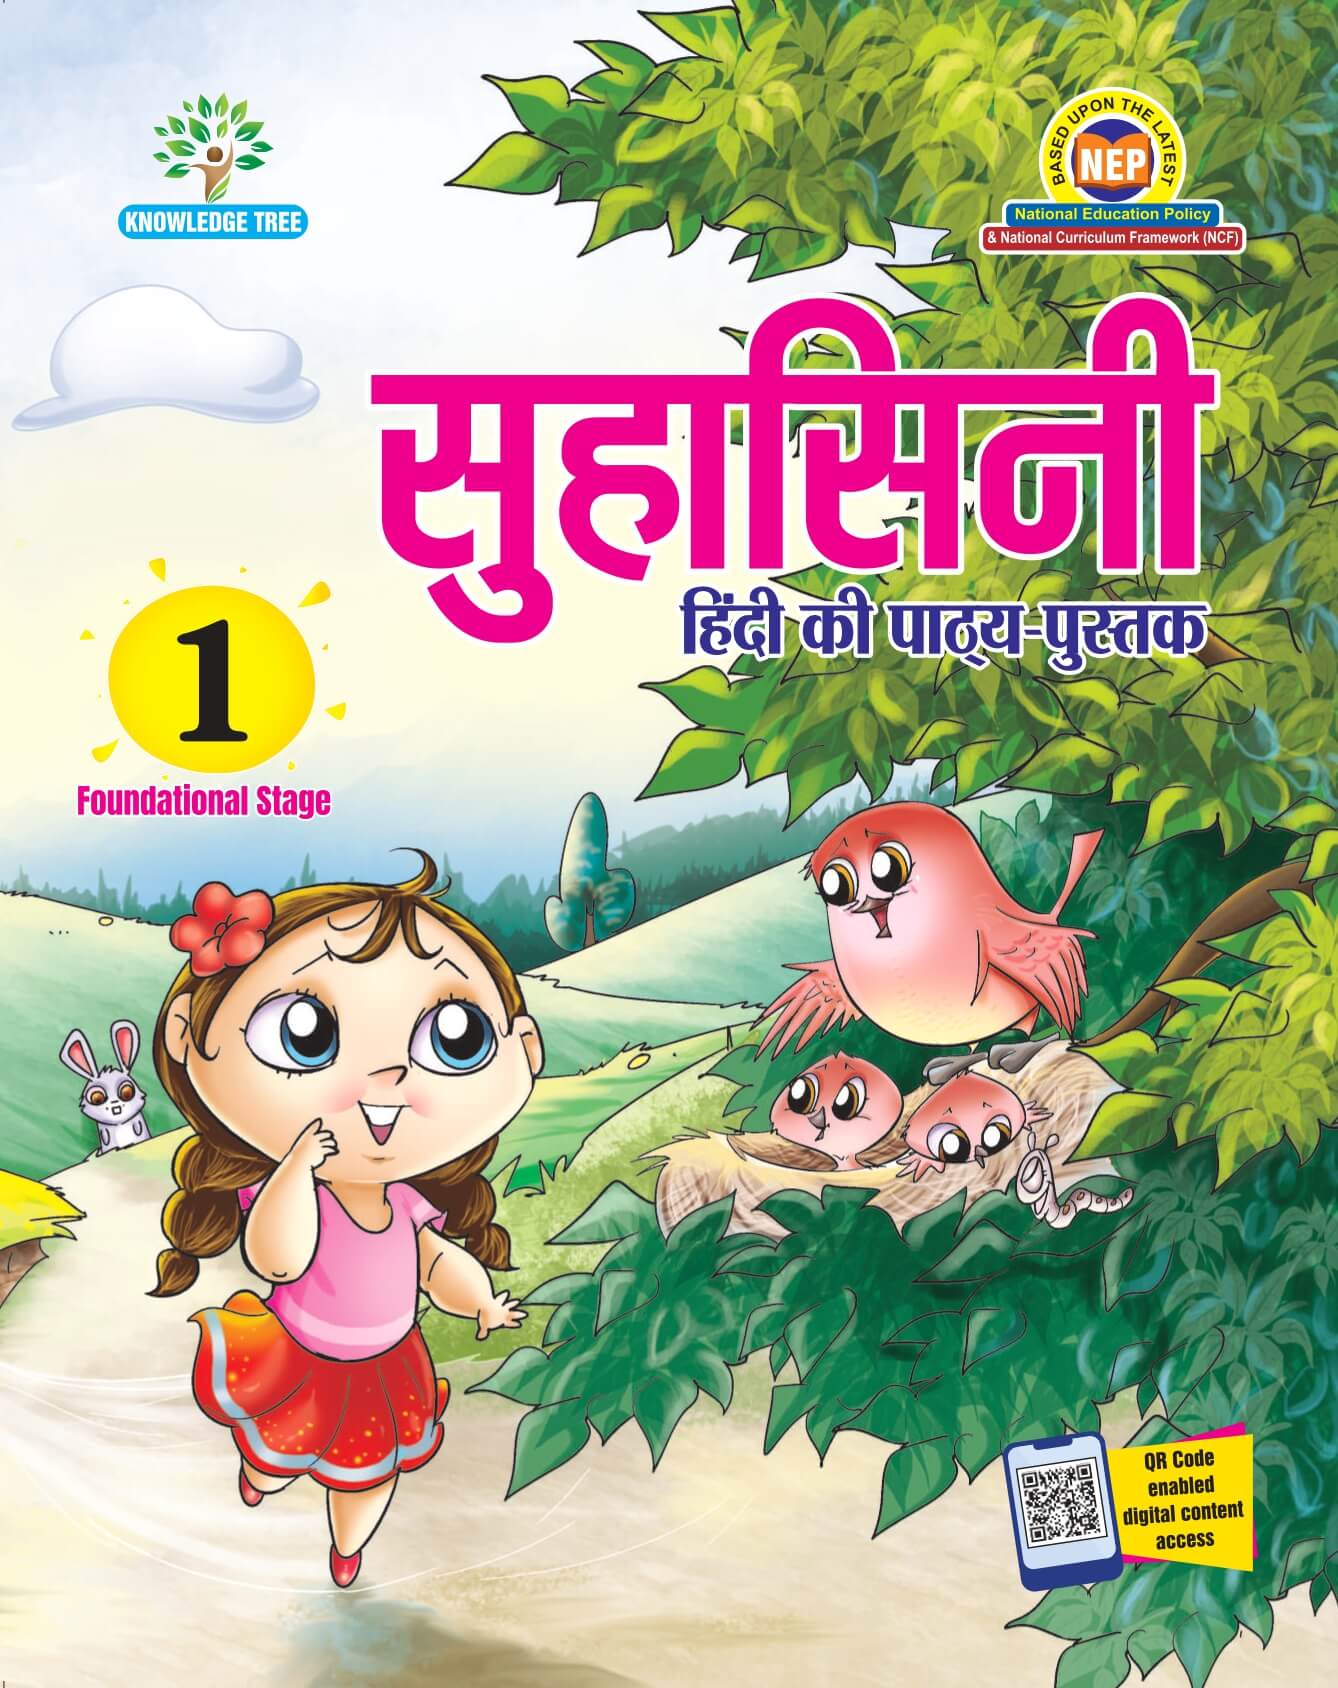 KNOWLEDGE TREE
BASED UPON THE LATEST
NEP
National Education Policy
& National Curriculum Framework (NCF)
सुहासिनी
हिंदी की पाठ्य-पुस्तक
1
Foundational Stage
QR Code
enabled
digital content
access